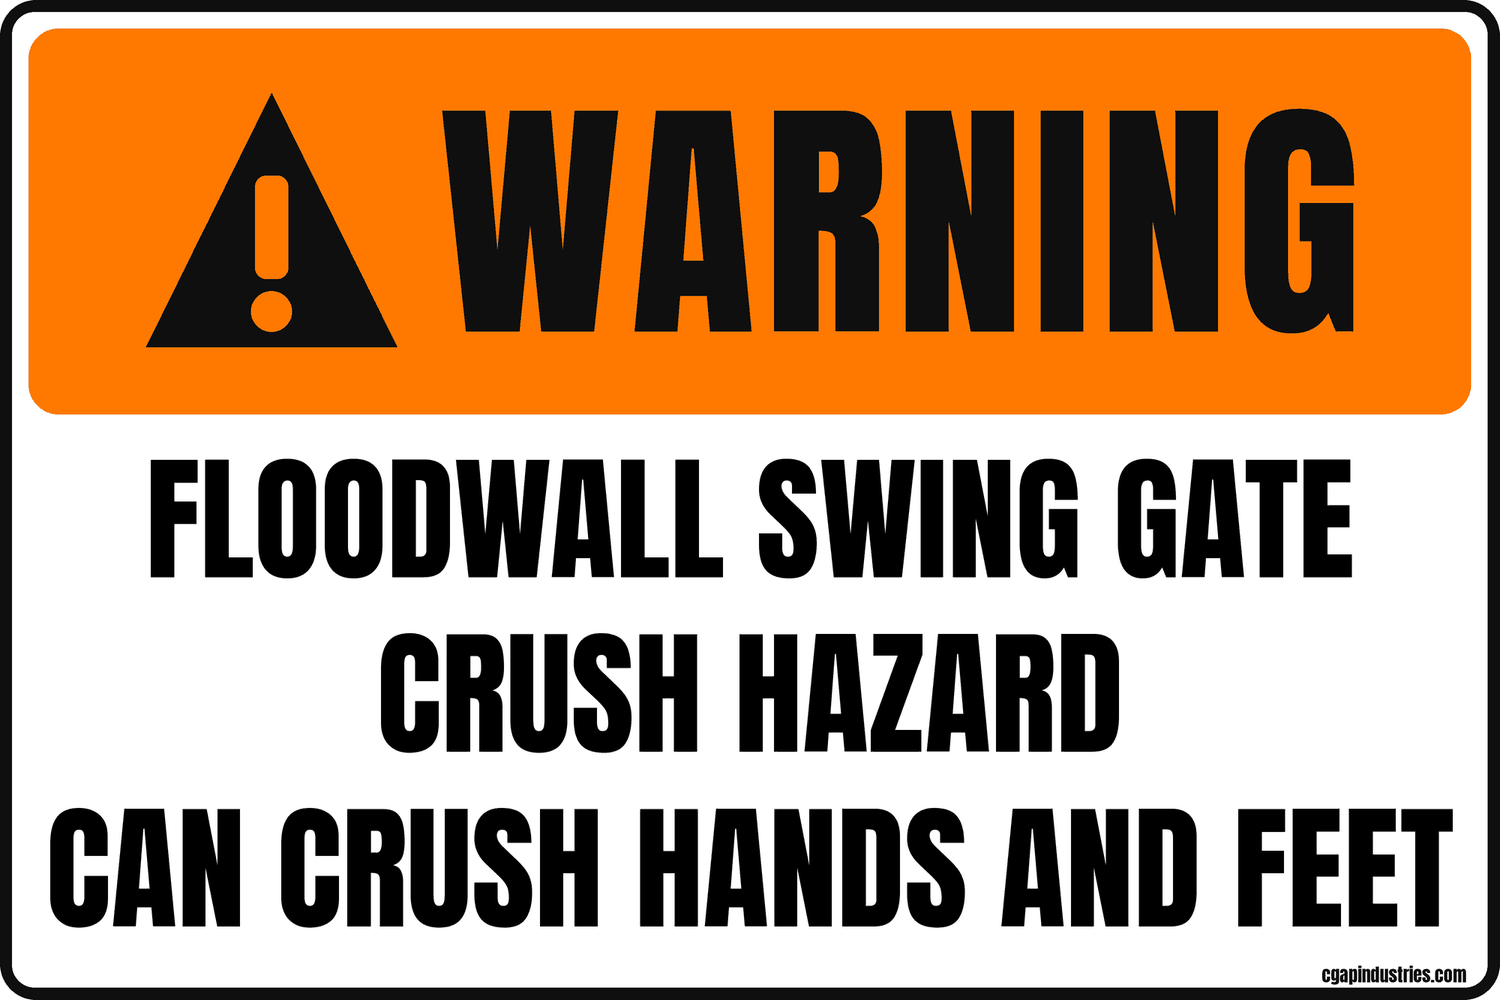 WARNING
FLOODWALL SWING GATE
CRUSH HAZARD
CAN CRUSH HANDS AND FEET
cgapindustries.com